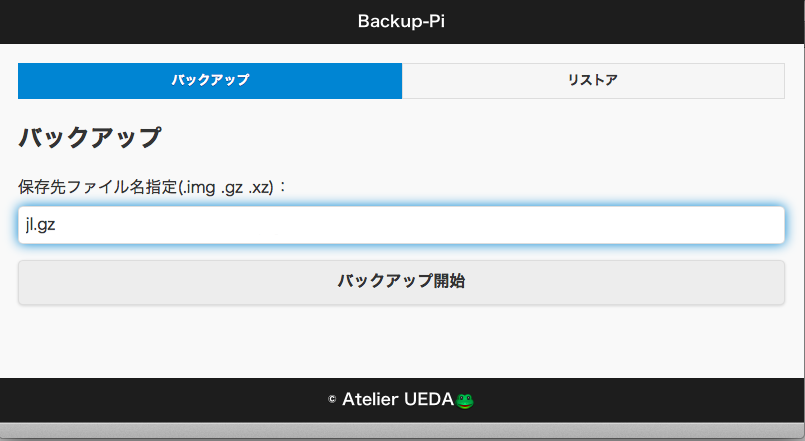 Backup-Pi
バックアップ
リストア
バックアップ
保存先ファイル名指定(.img .gz .xz)：
jl.gz
バックアップ開始
© Atelier UEDA🐸